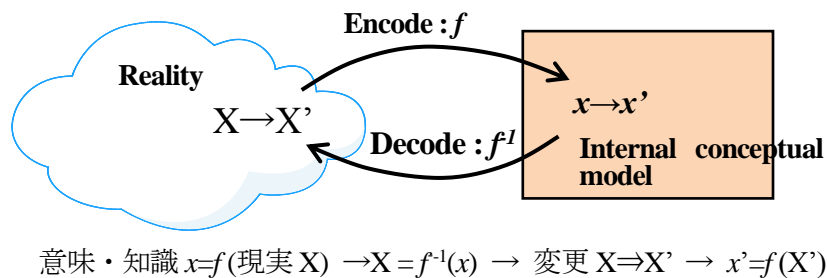 Encode : f
Reality
X→X’
x→x’
Decode : f-1
Internal conceptual
model
意味・知識 x=f(現実 X) →X = f-1(x) → 変更 X⇒X’ → x’=f(X’)